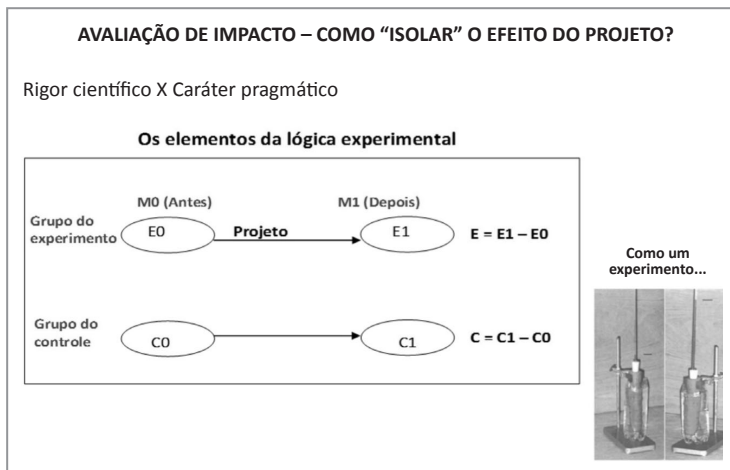 AVALIAÇÃO DE IMPACTO – COMO “ISOLAR” O EFEITO DO PROJETO?
Rigor científico X Caráter pragmático
Os elementos da lógica experimental
M0 (Antes) M1 (Depois)
Grupo do
experimento
E0 Projeto E1 E = E1 – E0
Grupo do
controle
C0 C1 C = C1 – C0
Como um
experimento...